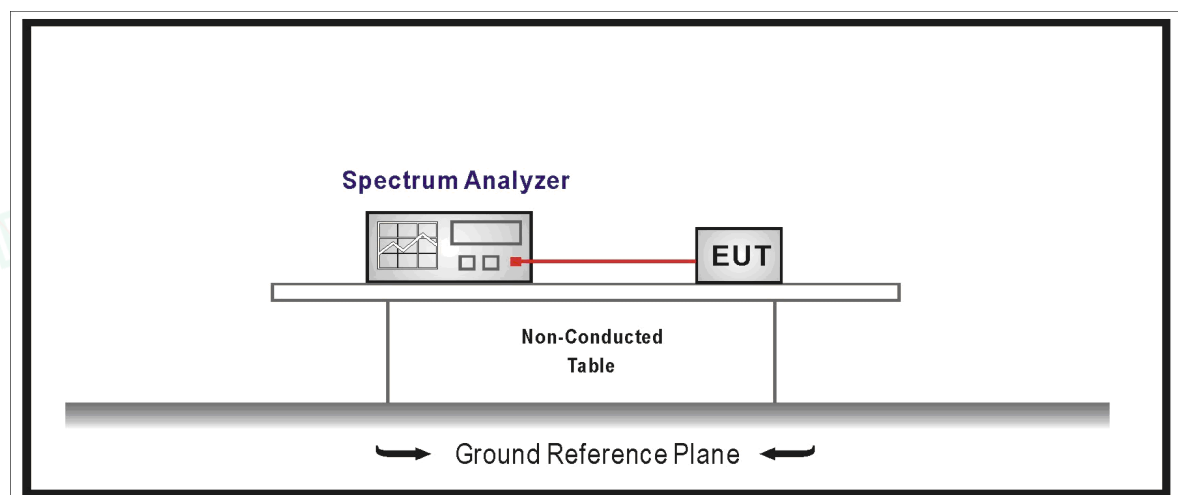 Spectrum Analyzer
EUT
Non-Conducted
Table
Ground Reference Plane